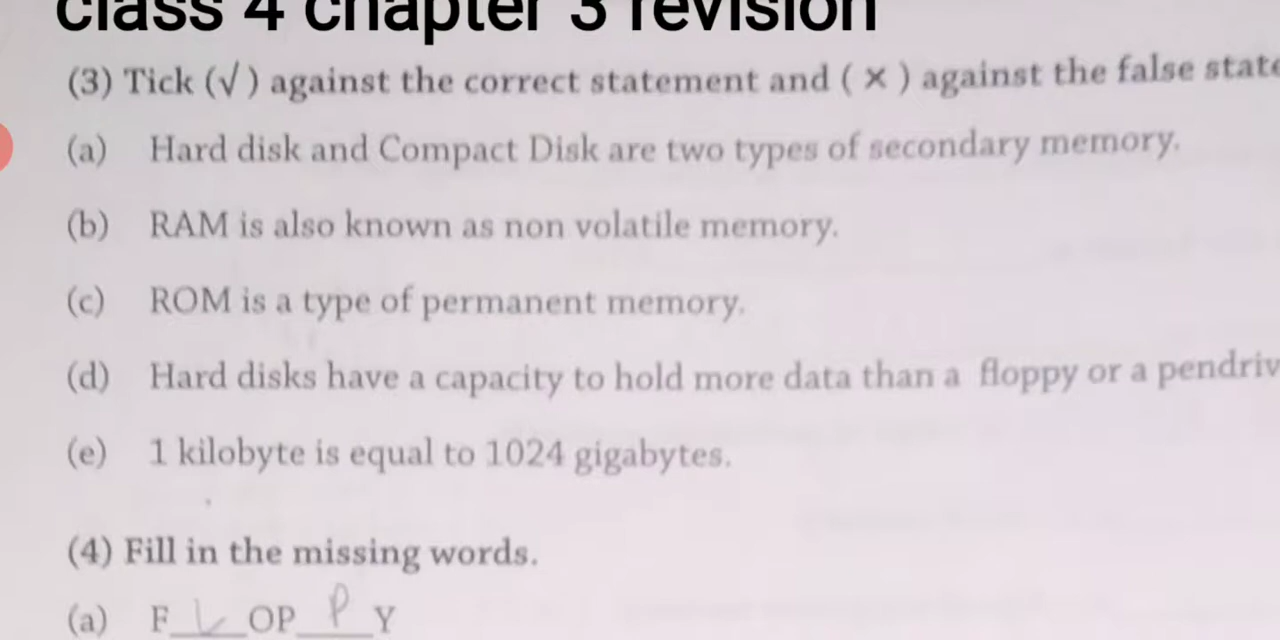 class 4 chapter 3 revision
(3) Tick (√) against the correct statement and ( × ) against the false state
(a) Hard disk and Compact Disk are two types of secondary memory.
(b) RAM is also known as non volatile memory.
(c) ROM is a type of permanent memory.
(d) Hard disks have a capacity to hold more data than a floppy or a pendriv
(e) 1 kilobyte is equal to 1024 gigabytes.
(4) Fill in the missing words.
(a) F_L_OP_P_Y